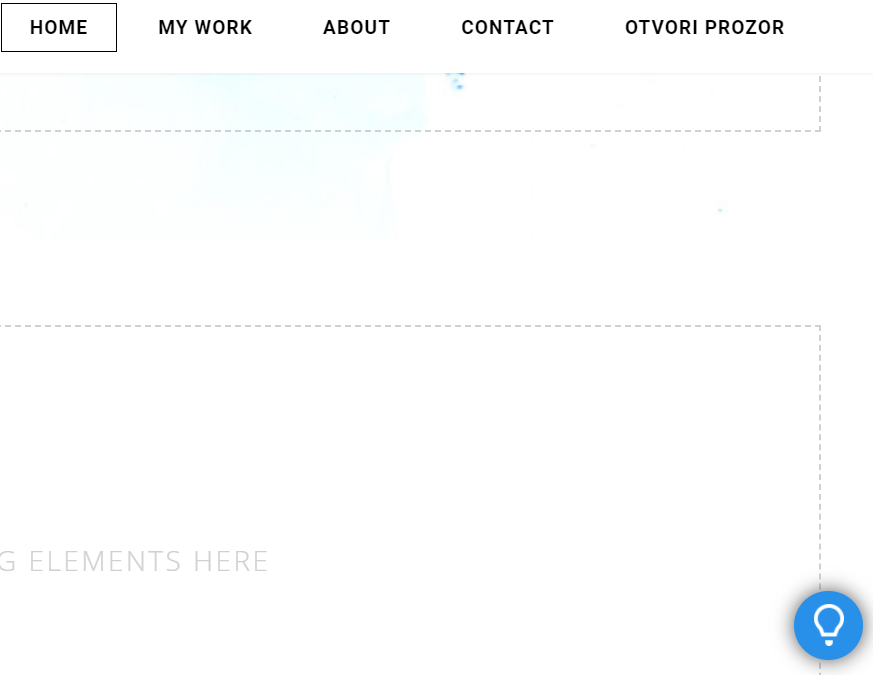 HOME MY WORK ABOUT CONTACT OTVORI PROZOR
G ELEMENTS HERE